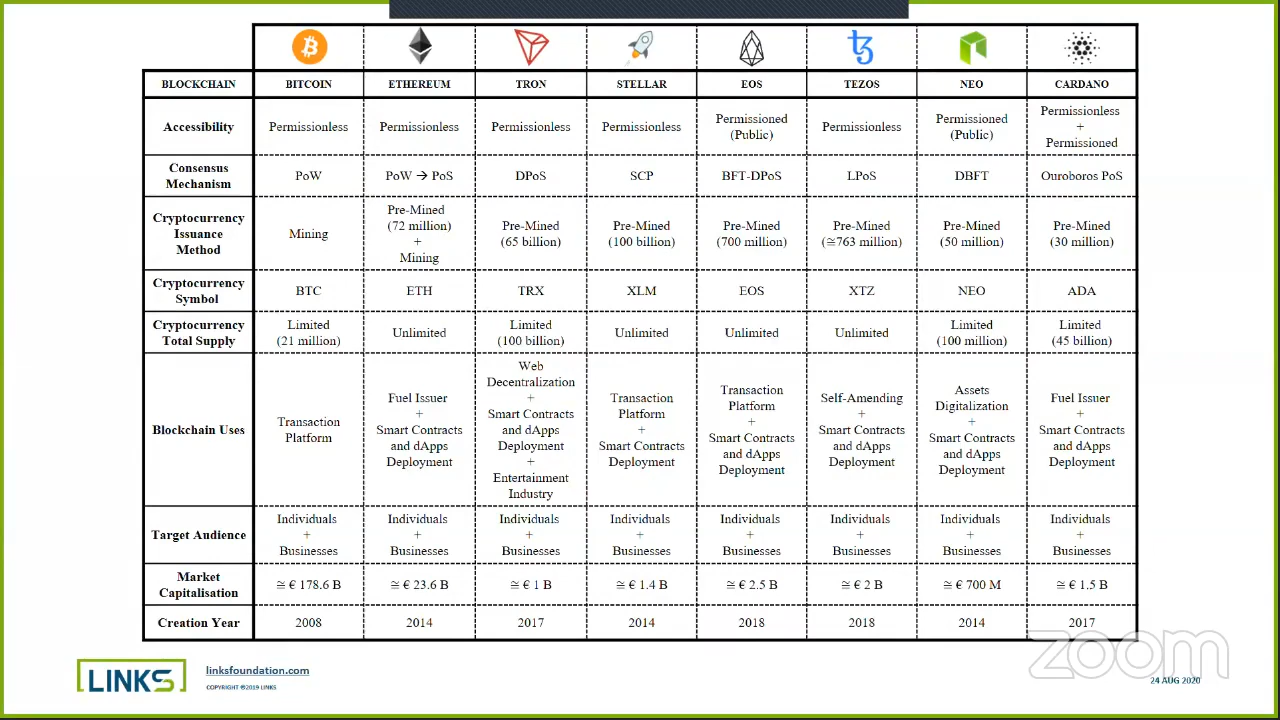 BLOCKCHAIN BITCOIN ETHEREUM TRON STELLAR EOS TEZOS NEO CARDANO
Accessibility Permissionless Permissionless Permissionless Permissionless Permissioned (Public) Permissionless Permissioned (Public) Permissionless + Permissioned
Consensus Mechanism PoW PoW → PoS DPoS SCP BFT-DPoS LPoS DBFT Ouroboros PoS
Cryptocurrency Issuance Method Mining Pre-Mined (72 million) + Mining Pre-Mined (65 billion) Pre-Mined (100 billion) Pre-Mined (700 million) Pre-Mined (≅763 million) Pre-Mined (50 million) Pre-Mined (30 million)
Cryptocurrency Symbol BTC ETH TRX XLM EOS XTZ NEO ADA
Cryptocurrency Total Supply Limited (21 million) Unlimited Limited (100 billion) Unlimited Unlimited Unlimited Limited (100 million) Limited (45 billion)
Blockchain Uses Transaction Platform Fuel Issuer + Smart Contracts and dApps Deployment Web Decentralization + Smart Contracts and dApps Deployment + Entertainment Industry Transaction Platform + Smart Contracts Deployment Transaction Platform + Smart Contracts and dApps Deployment Self-Amending + Smart Contracts and dApps Deployment Assets Digitalization + Smart Contracts and dApps Deployment Fuel Issuer + Smart Contracts and dApps Deployment
Target Audience Individuals + Businesses Individuals + Businesses Individuals + Businesses Individuals + Businesses Individuals + Businesses Individuals + Businesses Individuals + Businesses Individuals + Businesses
Market Capitalisation ≅ € 178.6 B ≅ € 23.6 B ≅ € 1 B ≅ € 1.4 B ≅ € 2.5 B ≅ € 2 B ≅ € 700 M ≅ € 1.5 B
Creation Year 2008 2014 2017 2014 2018 2018 2014 2017
LINKS
linksfoundation.com
COPYRIGHT ©2019 LINKS
zoom
24 AUG 2020